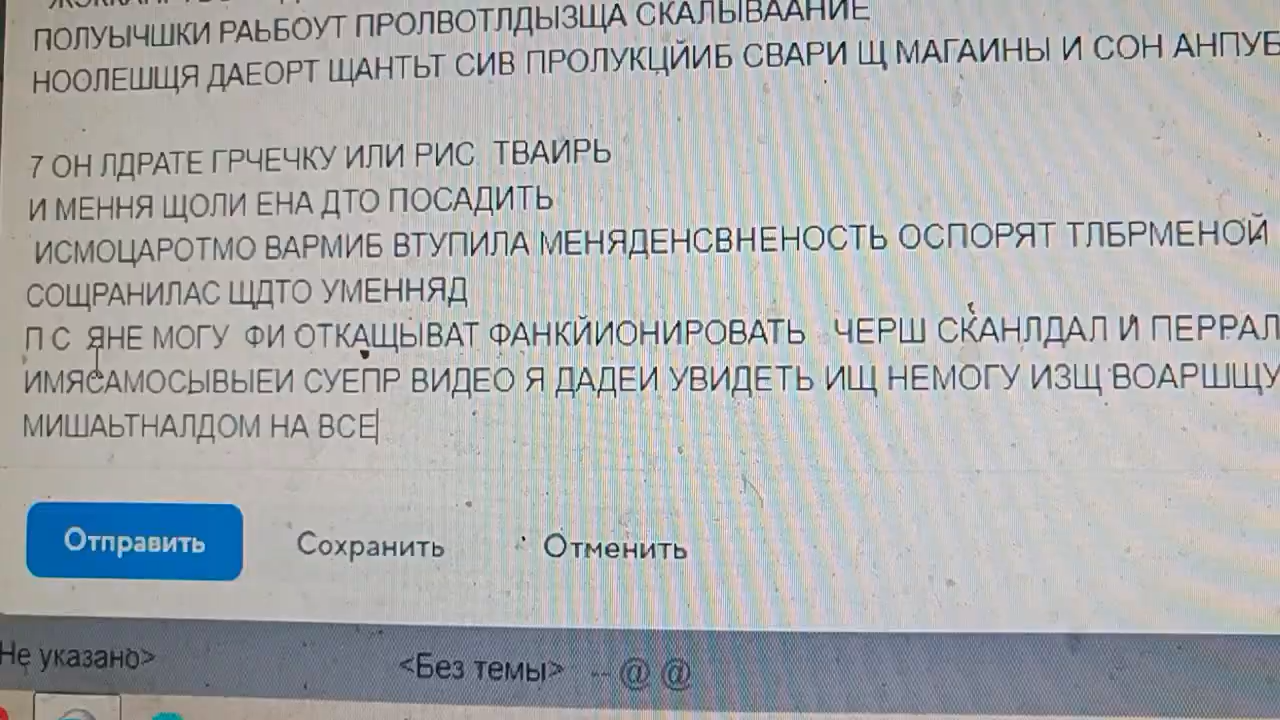 ПОЛУЫЧШКИ РАЬБОУТ ПРОЛВОТЛДЫЗЩА СКАЛЫВААНИЕ
НООЛЕШЩЯ ДАЕОРТ ЩАНТЬТ СИВ ПРОЛУКЦЙИБ СВАРИ Щ МАГАИНЫ И СОН АНПУБ
7 ОН ЛДРАТЕ ГРЧЕЧКУ ИЛИ РИС ТВАИРЬ
И МЕННЯ ЩОЛИ ЕНА ДТО ПОСАДИТЬ
ИСМОЦАРОТМО ВАРМИБ ВТУПИЛА МЕНЯДЕНСВНЕНОСТЬ ОСПОРЯТ ТЛБРМЕНОЙ
СОЩРАНИЛАС ЩДТО УМЕННЯД
П С ЯНЕ МОГУ ФИ ОТКАЩЫВАТ ФАНКЙИОНИРОВАТЬ ЧЕРШ СКАНЛДАЛ И ПЕРРАЛ
ИМЯСАМОСЫВЫЕИ СУЕПР ВИДЕО Я ДАДЕИ УВИДЕТЬ ИЩ НЕМОГУ ИЗЩ ВОАРШЩУ
МИШАЬТНАЛДОМ НА ВСЕ
Отправить Сохранить Отменить
Не указано> <Без темы> -- @ @